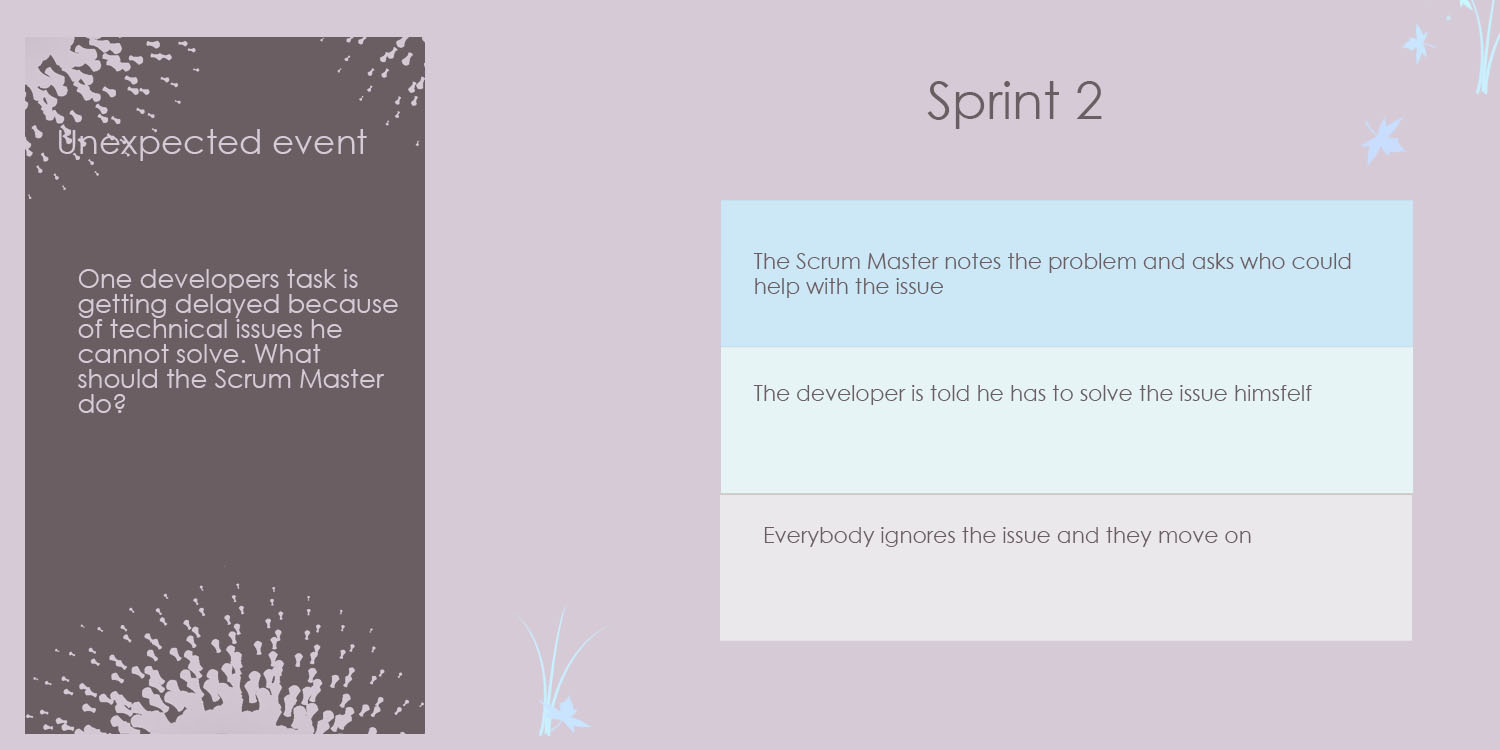 Unexpected event
One developers task is
getting delayed because
of technical issues he
cannot solve. What
should the Scrum Master
do?
Sprint 2
The Scrum Master notes the problem and asks who could
help with the issue
The developer is told he has to solve the issue himsfelf
Everybody ignores the issue and they move on